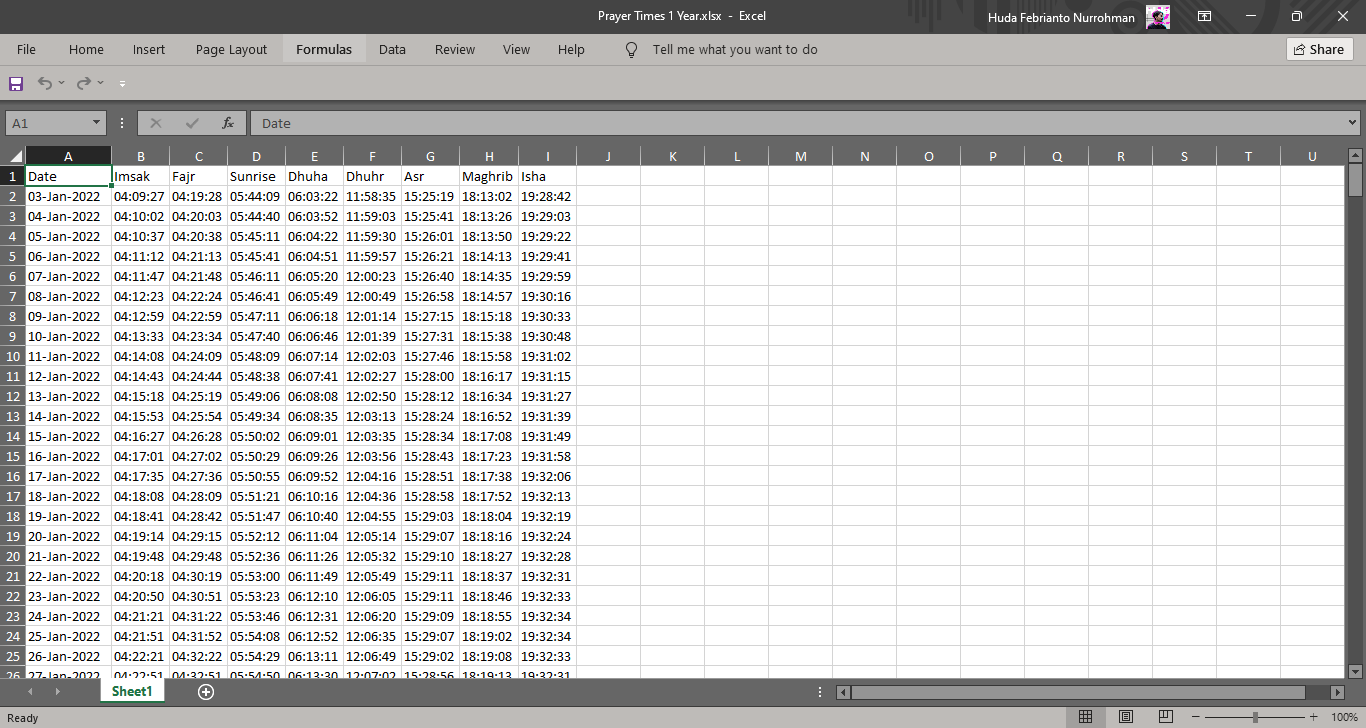 Prayer Times 1 Year.xlsx - Excel
Huda Febrianto Nurrohman
File Home Insert Page Layout Formulas Data Review View Help Tell me what you want to do Share
A1 fx Date
A B C D E F G H I J K L M N O P Q R S T U
1 Date Imsak Fajr Sunrise Dhuha Dhuhr Asr Maghrib Isha
2 03-Jan-2022 04:09:27 04:19:28 05:44:09 06:03:22 11:58:35 15:25:19 18:13:02 19:28:42
3 04-Jan-2022 04:10:02 04:20:03 05:44:40 06:03:52 11:59:03 15:25:41 18:13:26 19:29:03
4 05-Jan-2022 04:10:37 04:20:38 05:45:11 06:04:22 11:59:30 15:26:01 18:13:50 19:29:22
5 06-Jan-2022 04:11:12 04:21:13 05:45:41 06:04:51 11:59:57 15:26:21 18:14:13 19:29:41
6 07-Jan-2022 04:11:47 04:21:48 05:46:11 06:05:20 12:00:23 15:26:40 18:14:35 19:29:59
7 08-Jan-2022 04:12:23 04:22:24 05:46:41 06:05:49 12:00:49 15:26:58 18:14:57 19:30:16
8 09-Jan-2022 04:12:59 04:22:59 05:47:11 06:06:18 12:01:14 15:27:15 18:15:18 19:30:33
9 10-Jan-2022 04:13:33 04:23:34 05:47:40 06:06:46 12:01:39 15:27:31 18:15:38 19:30:48
10 11-Jan-2022 04:14:08 04:24:09 05:48:09 06:07:14 12:02:03 15:27:46 18:15:58 19:31:02
11 12-Jan-2022 04:14:43 04:24:44 05:48:38 06:07:41 12:02:27 15:28:00 18:16:17 19:31:15
12 13-Jan-2022 04:15:18 04:25:19 05:49:06 06:08:08 12:02:50 15:28:12 18:16:34 19:31:27
13 14-Jan-2022 04:15:53 04:25:54 05:49:34 06:08:35 12:03:13 15:28:24 18:16:52 19:31:39
14 15-Jan-2022 04:16:27 04:26:28 05:50:02 06:09:01 12:03:35 15:28:34 18:17:08 19:31:49
15 16-Jan-2022 04:17:01 04:27:02 05:50:29 06:09:26 12:03:56 15:28:43 18:17:23 19:31:58
16 17-Jan-2022 04:17:35 04:27:36 05:50:55 06:09:52 12:04:16 15:28:51 18:17:38 19:32:06
17 18-Jan-2022 04:18:08 04:28:09 05:51:21 06:10:16 12:04:36 15:28:58 18:17:52 19:32:13
18 19-Jan-2022 04:18:41 04:28:42 05:51:47 06:10:40 12:04:55 15:29:03 18:18:04 19:32:19
19 20-Jan-2022 04:19:14 04:29:15 05:52:12 06:11:04 12:05:14 15:29:07 18:18:16 19:32:24
20 21-Jan-2022 04:19:48 04:29:48 05:52:36 06:11:26 12:05:32 15:29:10 18:18:27 19:32:28
21 22-Jan-2022 04:20:18 04:30:19 05:53:00 06:11:49 12:05:49 15:29:11 18:18:37 19:32:31
22 23-Jan-2022 04:20:50 04:30:51 05:53:23 06:12:10 12:06:05 15:29:11 18:18:46 19:32:33
23 24-Jan-2022 04:21:21 04:31:22 05:53:46 06:12:31 12:06:20 15:29:09 18:18:55 19:32:34
24 25-Jan-2022 04:21:51 04:31:52 05:54:08 06:12:52 12:06:35 15:29:07 18:19:02 19:32:34
25 26-Jan-2022 04:22:21 04:32:22 05:54:29 06:13:11 12:06:49 15:29:02 18:19:08 19:32:33
26 27-Jan-2022 04:22:51 04:32:51 05:54:50 06:13:30 12:07:02 15:28:56 18:19:13 19:32:31
Sheet1
Ready 100%